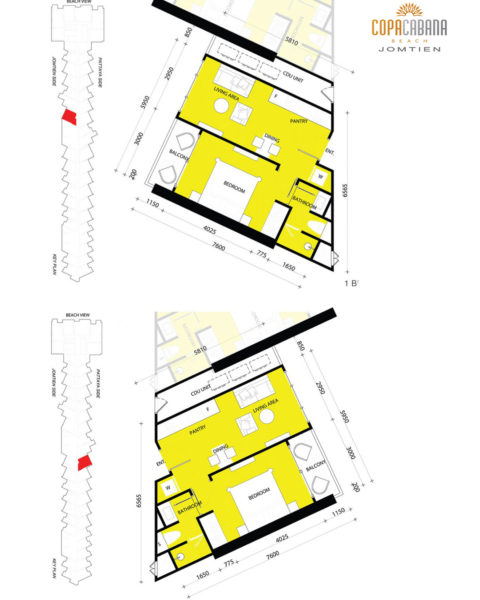 BEACH VIEW
JOMTIEN SIDE
PATTAYA SIDE
KEY PLAN
COPACABANA
BEACH
JOMTIEN
5810
850
2950
5950
3000
200
CDU UNIT
LIVING AREA
F
PANTRY
DINING
ENT.
BALCONY
W
BEDROOM
BATHROOM
6565
1150
4025
7600
775
1650
1 B'
BEACH VIEW
JOMTIEN SIDE
PATTAYA SIDE
KEY PLAN
5810
850
CDU UNIT
2950
5950
3000
200
F
LIVING AREA
PANTRY
DINING
ENT.
W
BALCONY
BEDROOM
BATHROOM
6565
1150
4025
7600
775
1650